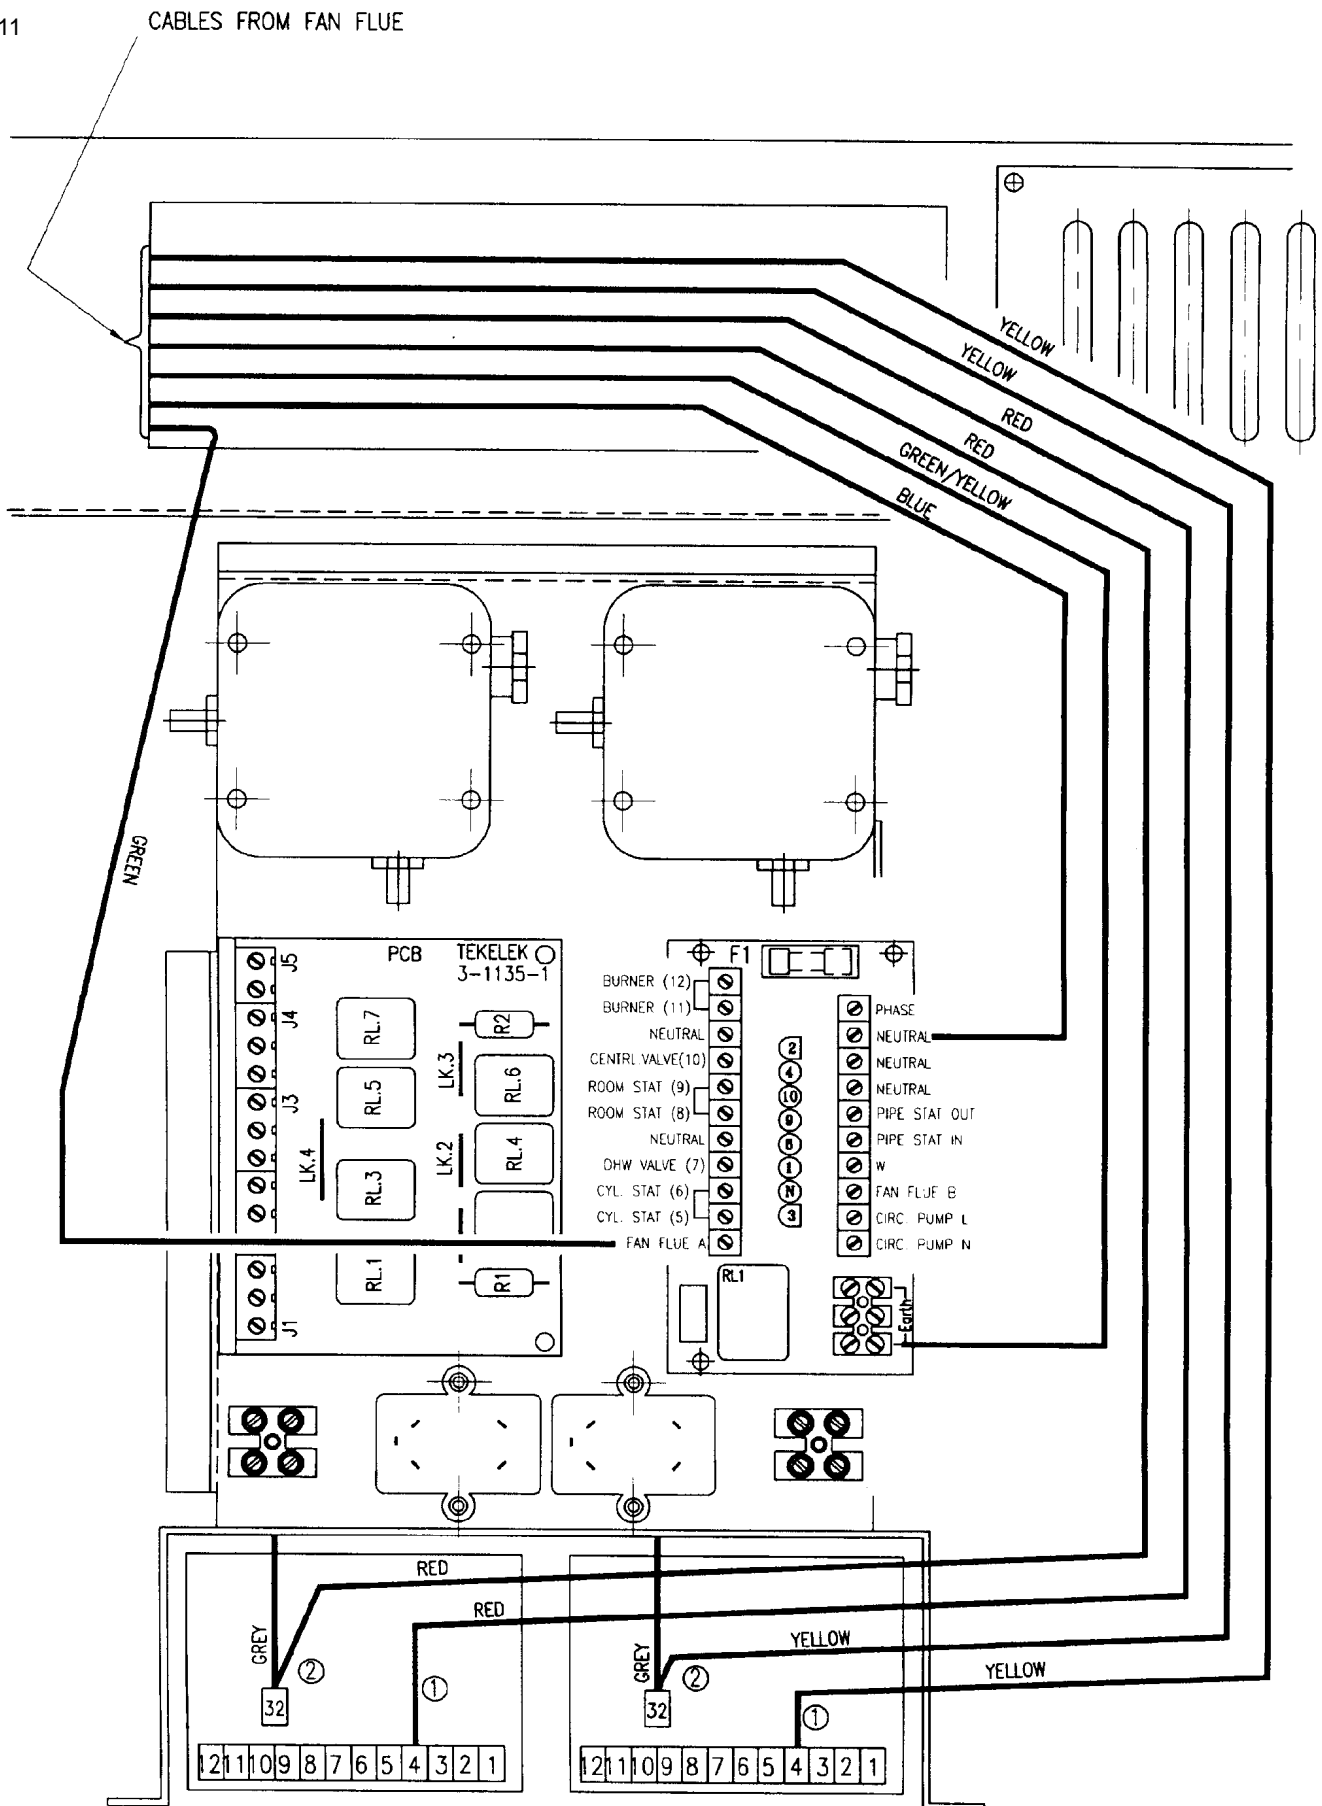 11
CABLES FROM FAN FLUE
YELLOW
YELLOW
RED
RED
GREEN/YELLOW
BLUE
GREEN
PCB
TEKELEK
3-1135-1
J5
J4
J3
J1
RL.7
RL.5
RL.3
RL.1
R2
RL.6
RL.4
R1
LK.3
LK.2
LK.4
F1
BURNER (12)
BURNER (11)
NEUTRAL
CENTRL.VALVE(10)
ROOM STAT (9)
ROOM STAT (8)
NEUTRAL
DHW VALVE (7)
CYL. STAT (6)
CYL. STAT (5)
FAN FLUE A
2
4
10
9
8
1
N
3
PHASE
NEUTRAL
NEUTRAL
NEUTRAL
PIPE STAT OUT
PIPE STAT IN
W
FAN FLUE B
CIRC. PUMP L
CIRC. PUMP N
RL1
Earth
RED
RED
GREY
2
1
32
12 11 10 9 8 7 6 5 4 3 2 1
YELLOW
YELLOW
GREY
2
1
32
12 11 10 9 8 7 6 5 4 3 2 1